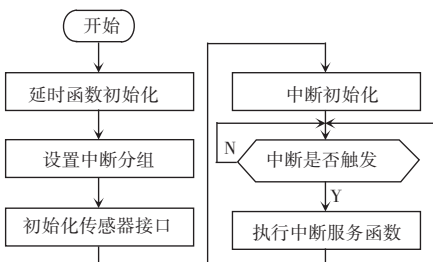 开始
延时函数初始化
设置中断分组
初始化传感器接口
中断初始化
N
中断是否触发
Y
执行中断服务函数